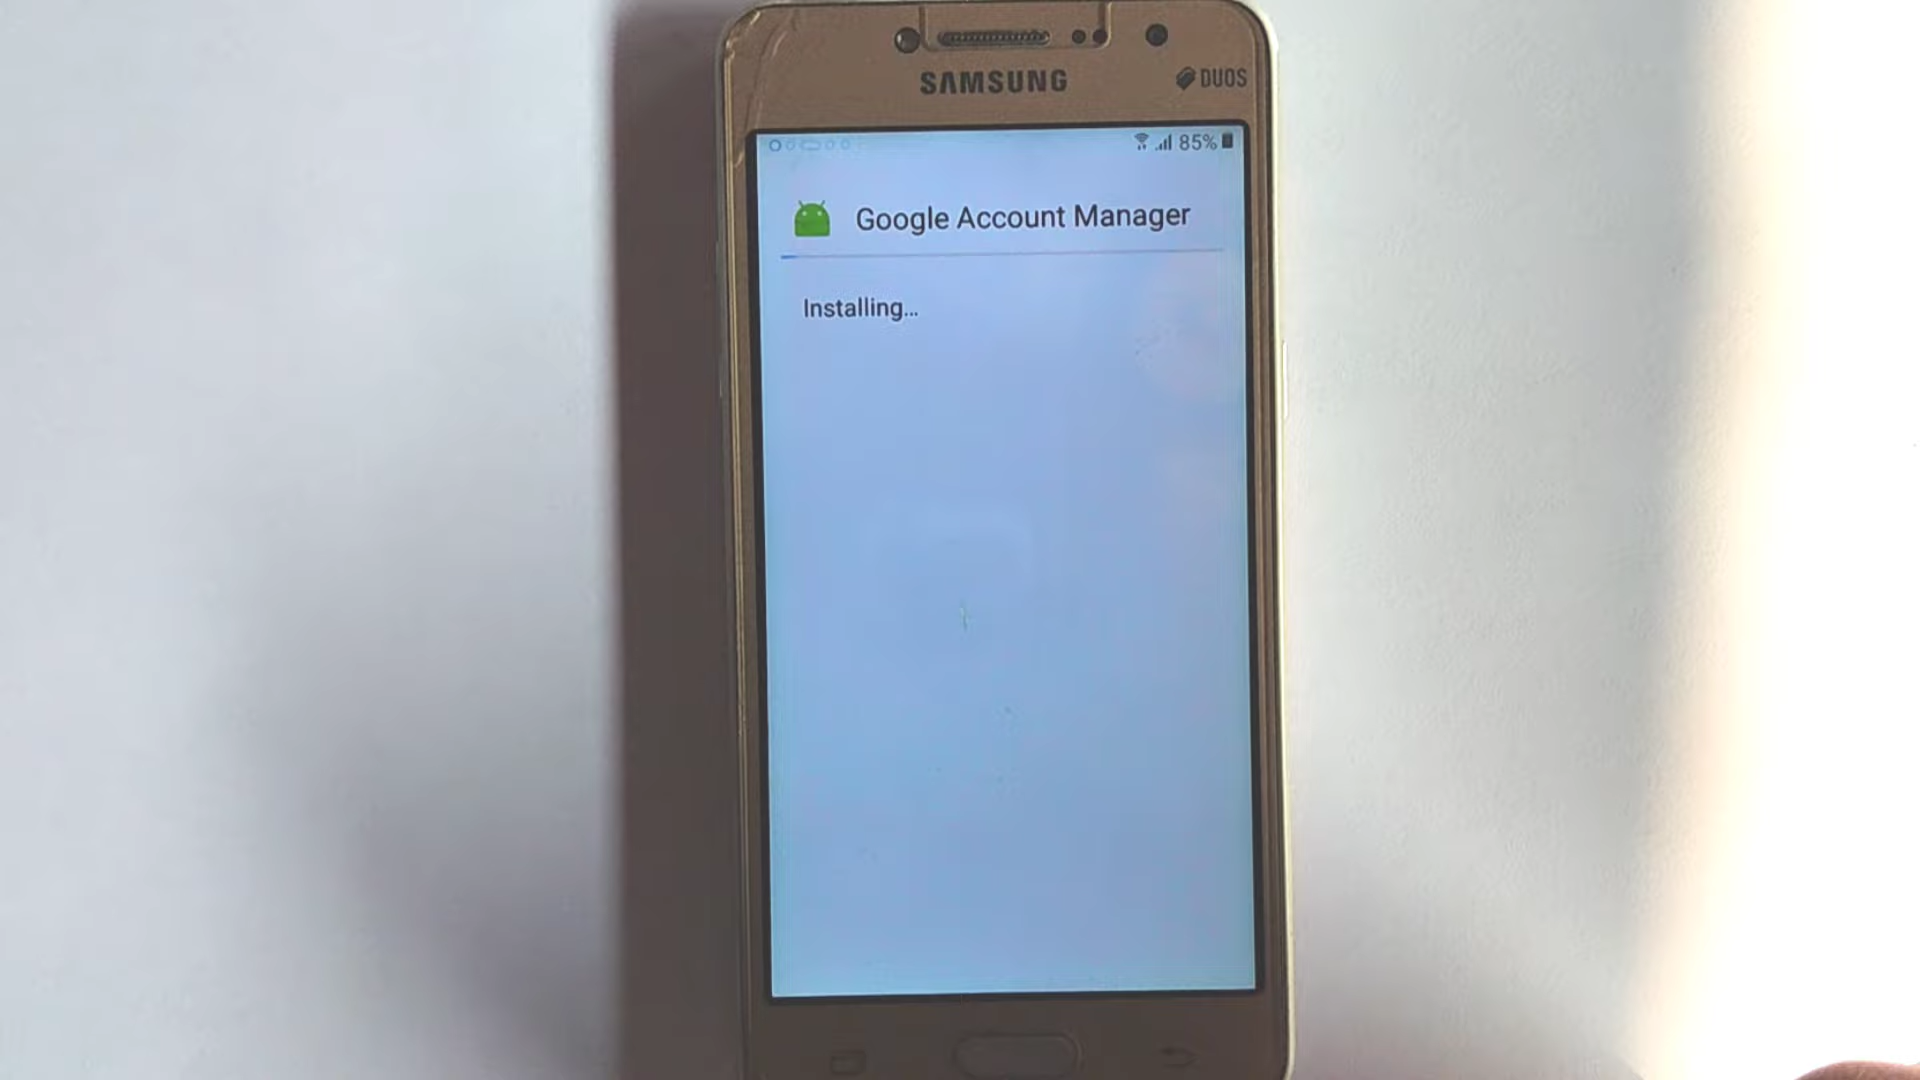 SAMSUNG
DUOS
85%
Google Account Manager
Installing...